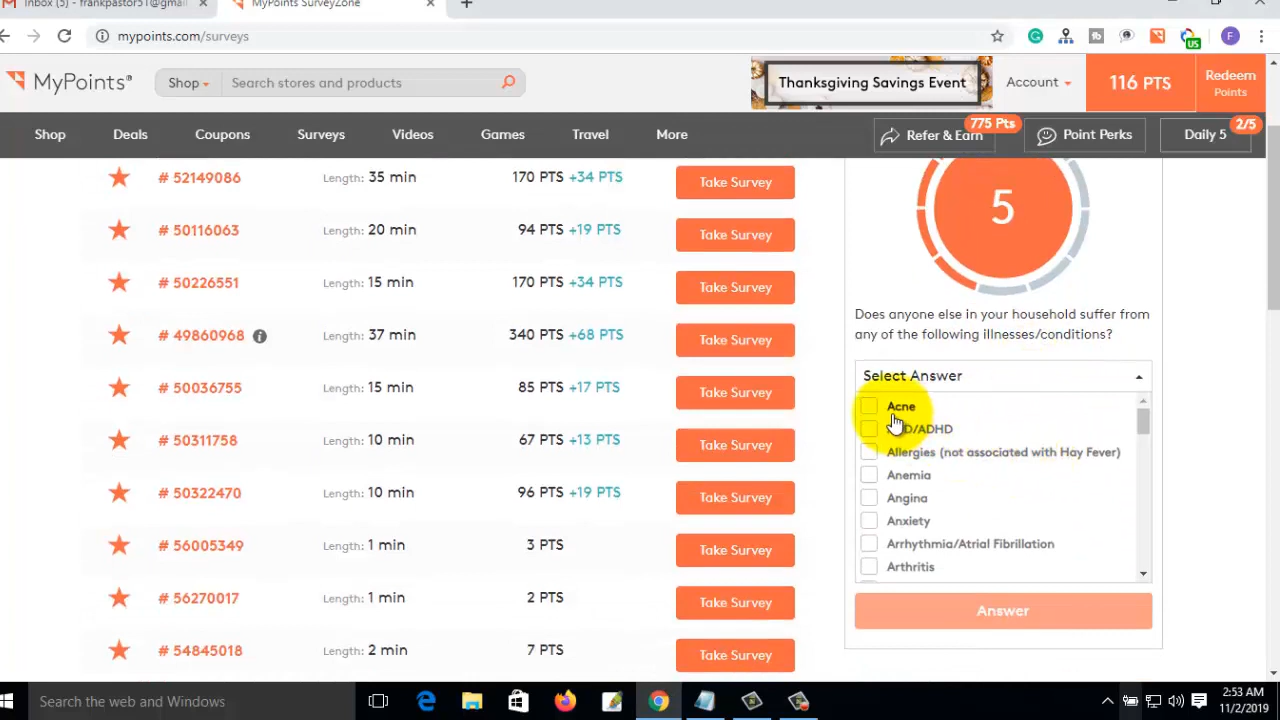 Inbox (5) - frankpastor51@gmail
MyPoints SurveyZone
mypoints.com/surveys
US
F
MyPoints®
Shop
Search stores and products
Thanksgiving Savings Event
Account
116 PTS
Redeem
Points
Shop
Deals
Coupons
Surveys
Videos
Games
Travel
More
Refer & Earn
775 Pts
Point Perks
Daily 5
2/5
# 52149086 Length: 35 min 170 PTS +34 PTS Take Survey
# 50116063 Length: 20 min 94 PTS +19 PTS Take Survey
# 50226551 Length: 15 min 170 PTS +34 PTS Take Survey
# 49860968 Length: 37 min 340 PTS +68 PTS Take Survey
# 50036755 Length: 15 min 85 PTS +17 PTS Take Survey
# 50311758 Length: 10 min 67 PTS +13 PTS Take Survey
# 50322470 Length: 10 min 96 PTS +19 PTS Take Survey
# 56005349 Length: 1 min 3 PTS Take Survey
# 56270017 Length: 1 min 2 PTS Take Survey
# 54845018 Length: 2 min 7 PTS Take Survey
5
Does anyone else in your household suffer from
any of the following illnesses/conditions?
Select Answer
Acne
D/ADHD
Allergies (not associated with Hay Fever)
Anemia
Angina
Anxiety
Arrhythmia/Atrial Fibrillation
Arthritis
Answer
Search the web and Windows
2:53 AM
11/2/2019